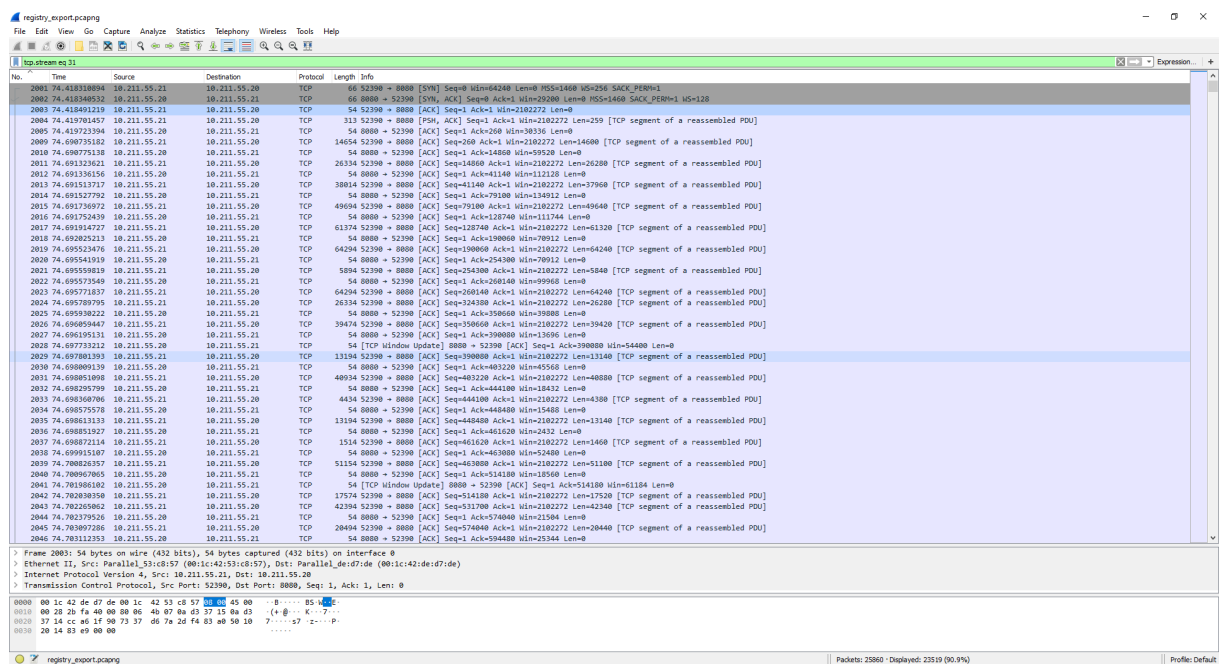 registry_export.pcapng
File Edit View Go Capture Analyze Statistics Telephony Wireless Tools Help
tcp.stream eq 31 Expression... +
No. Time Source Destination Protocol Length Info
2001 74.418310894 10.211.55.21 10.211.55.20 TCP 66 52390 → 8080 [SYN] Seq=0 Win=64240 Len=0 MSS=1460 WS=256 SACK_PERM=1
2002 74.418340532 10.211.55.20 10.211.55.21 TCP 66 8080 → 52390 [SYN, ACK] Seq=0 Ack=1 Win=29200 Len=0 MSS=1460 SACK_PERM=1 WS=128
2003 74.418491219 10.211.55.21 10.211.55.20 TCP 54 52390 → 8080 [ACK] Seq=1 Ack=1 Win=2102272 Len=0
2004 74.419701457 10.211.55.21 10.211.55.20 TCP 313 52390 → 8080 [PSH, ACK] Seq=1 Ack=1 Win=2102272 Len=259 [TCP segment of a reassembled PDU]
2005 74.419723394 10.211.55.20 10.211.55.21 TCP 54 8080 → 52390 [ACK] Seq=1 Ack=260 Win=30336 Len=0
2009 74.690735182 10.211.55.21 10.211.55.20 TCP 14654 52390 → 8080 [ACK] Seq=260 Ack=1 Win=2102272 Len=14600 [TCP segment of a reassembled PDU]
2010 74.690775138 10.211.55.20 10.211.55.21 TCP 54 8080 → 52390 [ACK] Seq=1 Ack=14860 Win=59520 Len=0
2011 74.691323621 10.211.55.21 10.211.55.20 TCP 26334 52390 → 8080 [ACK] Seq=14860 Ack=1 Win=2102272 Len=26280 [TCP segment of a reassembled PDU]
2012 74.691336156 10.211.55.20 10.211.55.21 TCP 54 8080 → 52390 [ACK] Seq=1 Ack=41140 Win=112128 Len=0
2013 74.691513717 10.211.55.21 10.211.55.20 TCP 38014 52390 → 8080 [ACK] Seq=41140 Ack=1 Win=2102272 Len=37960 [TCP segment of a reassembled PDU]
2014 74.691527792 10.211.55.20 10.211.55.21 TCP 54 8080 → 52390 [ACK] Seq=1 Ack=79100 Win=134912 Len=0
2015 74.691736972 10.211.55.21 10.211.55.20 TCP 49694 52390 → 8080 [ACK] Seq=79100 Ack=1 Win=2102272 Len=49640 [TCP segment of a reassembled PDU]
2016 74.691752439 10.211.55.20 10.211.55.21 TCP 54 8080 → 52390 [ACK] Seq=1 Ack=128740 Win=111744 Len=0
2017 74.691914727 10.211.55.21 10.211.55.20 TCP 61374 52390 → 8080 [ACK] Seq=128740 Ack=1 Win=2102272 Len=61320 [TCP segment of a reassembled PDU]
2018 74.692025213 10.211.55.20 10.211.55.21 TCP 54 8080 → 52390 [ACK] Seq=1 Ack=190060 Win=70912 Len=0
2019 74.695523476 10.211.55.21 10.211.55.20 TCP 64294 52390 → 8080 [ACK] Seq=190060 Ack=1 Win=2102272 Len=64240 [TCP segment of a reassembled PDU]
2020 74.695541919 10.211.55.20 10.211.55.21 TCP 54 8080 → 52390 [ACK] Seq=1 Ack=254300 Win=70912 Len=0
2021 74.695559819 10.211.55.21 10.211.55.20 TCP 5894 52390 → 8080 [ACK] Seq=254300 Ack=1 Win=2102272 Len=5840 [TCP segment of a reassembled PDU]
2022 74.695573549 10.211.55.20 10.211.55.21 TCP 54 8080 → 52390 [ACK] Seq=1 Ack=260140 Win=99968 Len=0
2023 74.695771837 10.211.55.21 10.211.55.20 TCP 64294 52390 → 8080 [ACK] Seq=260140 Ack=1 Win=2102272 Len=64240 [TCP segment of a reassembled PDU]
2024 74.695789795 10.211.55.21 10.211.55.20 TCP 26334 52390 → 8080 [ACK] Seq=324380 Ack=1 Win=2102272 Len=26280 [TCP segment of a reassembled PDU]
2025 74.695930222 10.211.55.20 10.211.55.21 TCP 54 8080 → 52390 [ACK] Seq=1 Ack=350660 Win=39808 Len=0
2026 74.696059447 10.211.55.21 10.211.55.20 TCP 39474 52390 → 8080 [ACK] Seq=350660 Ack=1 Win=2102272 Len=39420 [TCP segment of a reassembled PDU]
2027 74.696195131 10.211.55.20 10.211.55.21 TCP 54 8080 → 52390 [ACK] Seq=1 Ack=390080 Win=13696 Len=0
2028 74.697733212 10.211.55.20 10.211.55.21 TCP 54 [TCP Window Update] 8080 → 52390 [ACK] Seq=1 Ack=390080 Win=54400 Len=0
2029 74.697801393 10.211.55.21 10.211.55.20 TCP 13194 52390 → 8080 [ACK] Seq=390080 Ack=1 Win=2102272 Len=13140 [TCP segment of a reassembled PDU]
2030 74.698009139 10.211.55.20 10.211.55.21 TCP 54 8080 → 52390 [ACK] Seq=1 Ack=403220 Win=45568 Len=0
2031 74.698051098 10.211.55.21 10.211.55.20 TCP 40934 52390 → 8080 [ACK] Seq=403220 Ack=1 Win=2102272 Len=40880 [TCP segment of a reassembled PDU]
2032 74.698295799 10.211.55.20 10.211.55.21 TCP 54 8080 → 52390 [ACK] Seq=1 Ack=444100 Win=18432 Len=0
2033 74.698360706 10.211.55.21 10.211.55.20 TCP 4434 52390 → 8080 [ACK] Seq=444100 Ack=1 Win=2102272 Len=4380 [TCP segment of a reassembled PDU]
2034 74.698575578 10.211.55.20 10.211.55.21 TCP 54 8080 → 52390 [ACK] Seq=1 Ack=448480 Win=15488 Len=0
2035 74.698613133 10.211.55.21 10.211.55.20 TCP 13194 52390 → 8080 [ACK] Seq=448480 Ack=1 Win=2102272 Len=13140 [TCP segment of a reassembled PDU]
2036 74.698851927 10.211.55.20 10.211.55.21 TCP 54 8080 → 52390 [ACK] Seq=1 Ack=461620 Win=2432 Len=0
2037 74.698872114 10.211.55.21 10.211.55.20 TCP 1514 52390 → 8080 [ACK] Seq=461620 Ack=1 Win=2102272 Len=1460 [TCP segment of a reassembled PDU]
2038 74.699915107 10.211.55.20 10.211.55.21 TCP 54 8080 → 52390 [ACK] Seq=1 Ack=463080 Win=52480 Len=0
2039 74.700826357 10.211.55.21 10.211.55.20 TCP 51154 52390 → 8080 [ACK] Seq=463080 Ack=1 Win=2102272 Len=51100 [TCP segment of a reassembled PDU]
2040 74.700967065 10.211.55.20 10.211.55.21 TCP 54 8080 → 52390 [ACK] Seq=1 Ack=514180 Win=18560 Len=0
2041 74.701986102 10.211.55.20 10.211.55.21 TCP 54 [TCP Window Update] 8080 → 52390 [ACK] Seq=1 Ack=514180 Win=61184 Len=0
2042 74.702030350 10.211.55.21 10.211.55.20 TCP 17574 52390 → 8080 [ACK] Seq=514180 Ack=1 Win=2102272 Len=17520 [TCP segment of a reassembled PDU]
2043 74.702265062 10.211.55.21 10.211.55.20 TCP 42394 52390 → 8080 [ACK] Seq=531700 Ack=1 Win=2102272 Len=42340 [TCP segment of a reassembled PDU]
2044 74.702379526 10.211.55.20 10.211.55.21 TCP 54 8080 → 52390 [ACK] Seq=1 Ack=574040 Win=21504 Len=0
2045 74.703097286 10.211.55.21 10.211.55.20 TCP 20494 52390 → 8080 [ACK] Seq=574040 Ack=1 Win=2102272 Len=20440 [TCP segment of a reassembled PDU]
2046 74.703112353 10.211.55.20 10.211.55.21 TCP 54 8080 → 52390 [ACK] Seq=1 Ack=594480 Win=25344 Len=0
> Frame 2003: 54 bytes on wire (432 bits), 54 bytes captured (432 bits) on interface 0
> Ethernet II, Src: Parallel_53:c8:57 (00:1c:42:53:c8:57), Dst: Parallel_de:d7:de (00:1c:42:de:d7:de)
> Internet Protocol Version 4, Src: 10.211.55.21, Dst: 10.211.55.20
> Transmission Control Protocol, Src Port: 52390, Dst Port: 8080, Seq: 1, Ack: 1, Len: 0
0000 00 1c 42 de d7 de 00 1c 42 53 c8 57 08 00 45 00 ··B····· BS·W··E·
0010 00 28 2b fa 40 00 80 06 4b 07 0a d3 37 15 0a d3 ·(+·@··· K···7···
0020 37 14 cc a6 1f 90 73 37 d6 7a 2d f4 83 a0 50 10 7·····s7 ·z-···P·
0030 20 14 83 e9 00 00 ·····
registry_export.pcapng Packets: 25860 · Displayed: 23519 (90.9%) Profile: Default